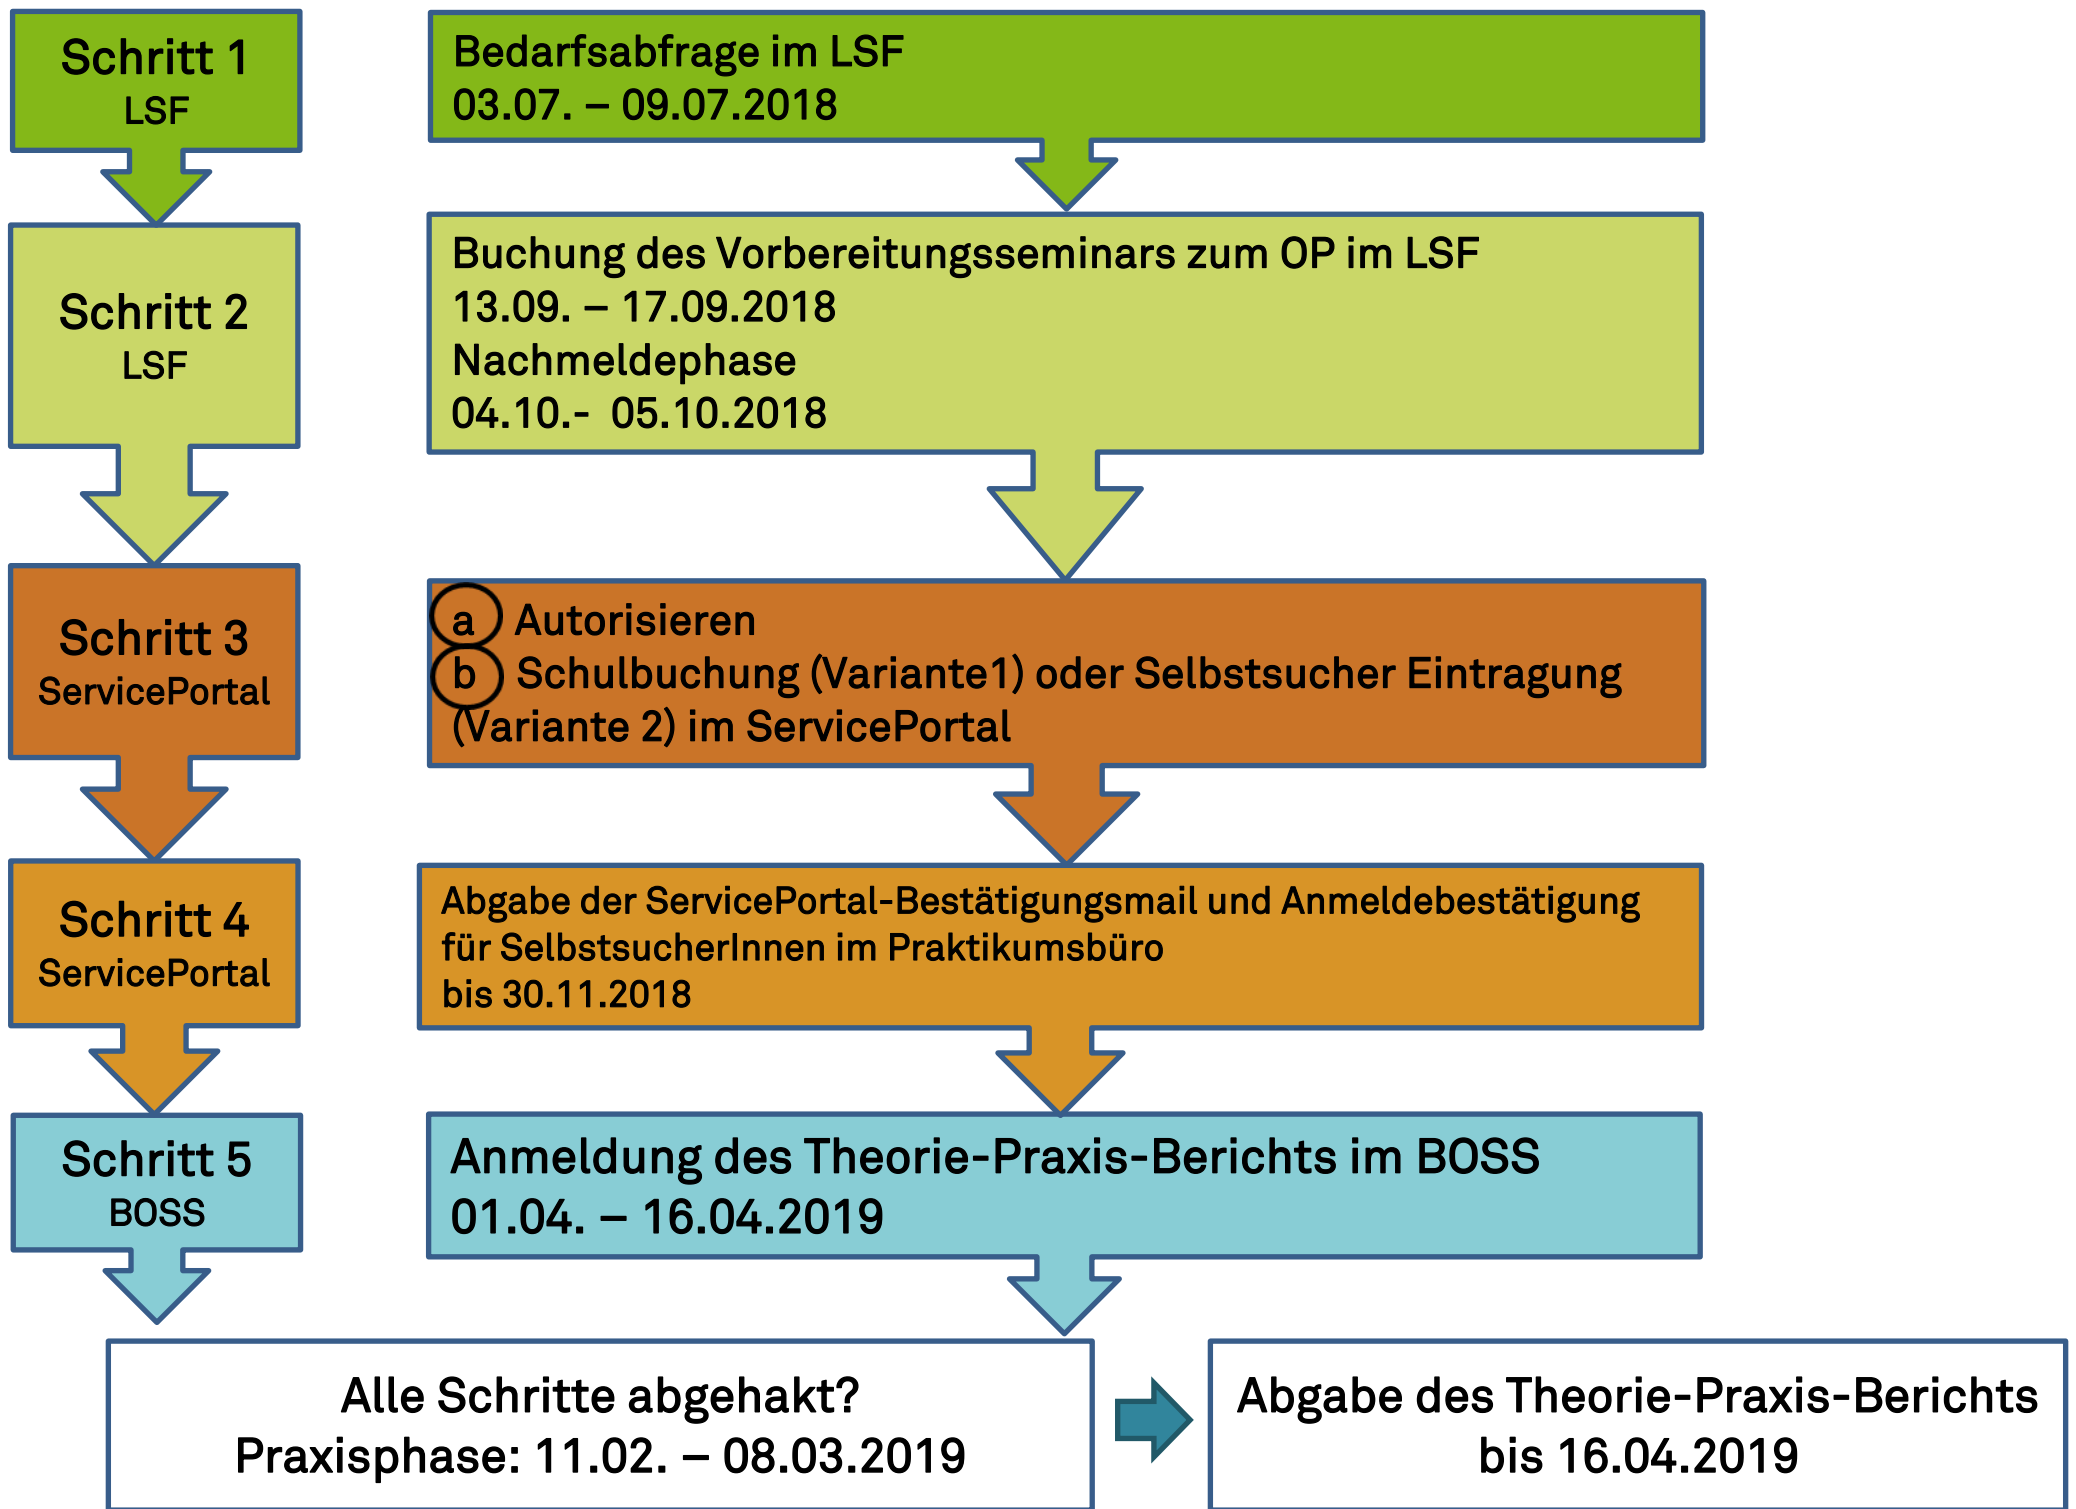 Schritt 1
LSF
Bedarfsabfrage im LSF
03.07. – 09.07.2018
Schritt 2
LSF
Buchung des Vorbereitungsseminars zum OP im LSF
13.09. – 17.09.2018
Nachmeldephase
04.10.- 05.10.2018
Schritt 3
ServicePortal
a Autorisieren
b Schulbuchung (Variante1) oder Selbstsucher Eintragung
(Variante 2) im ServicePortal
Schritt 4
ServicePortal
Abgabe der ServicePortal-Bestätigungsmail und Anmeldebestätigung
für SelbstsucherInnen im Praktikumsbüro
bis 30.11.2018
Schritt 5
BOSS
Anmeldung des Theorie-Praxis-Berichts im BOSS
01.04. – 16.04.2019
Alle Schritte abgehakt?
Praxisphase: 11.02. – 08.03.2019
Abgabe des Theorie-Praxis-Berichts
bis 16.04.2019